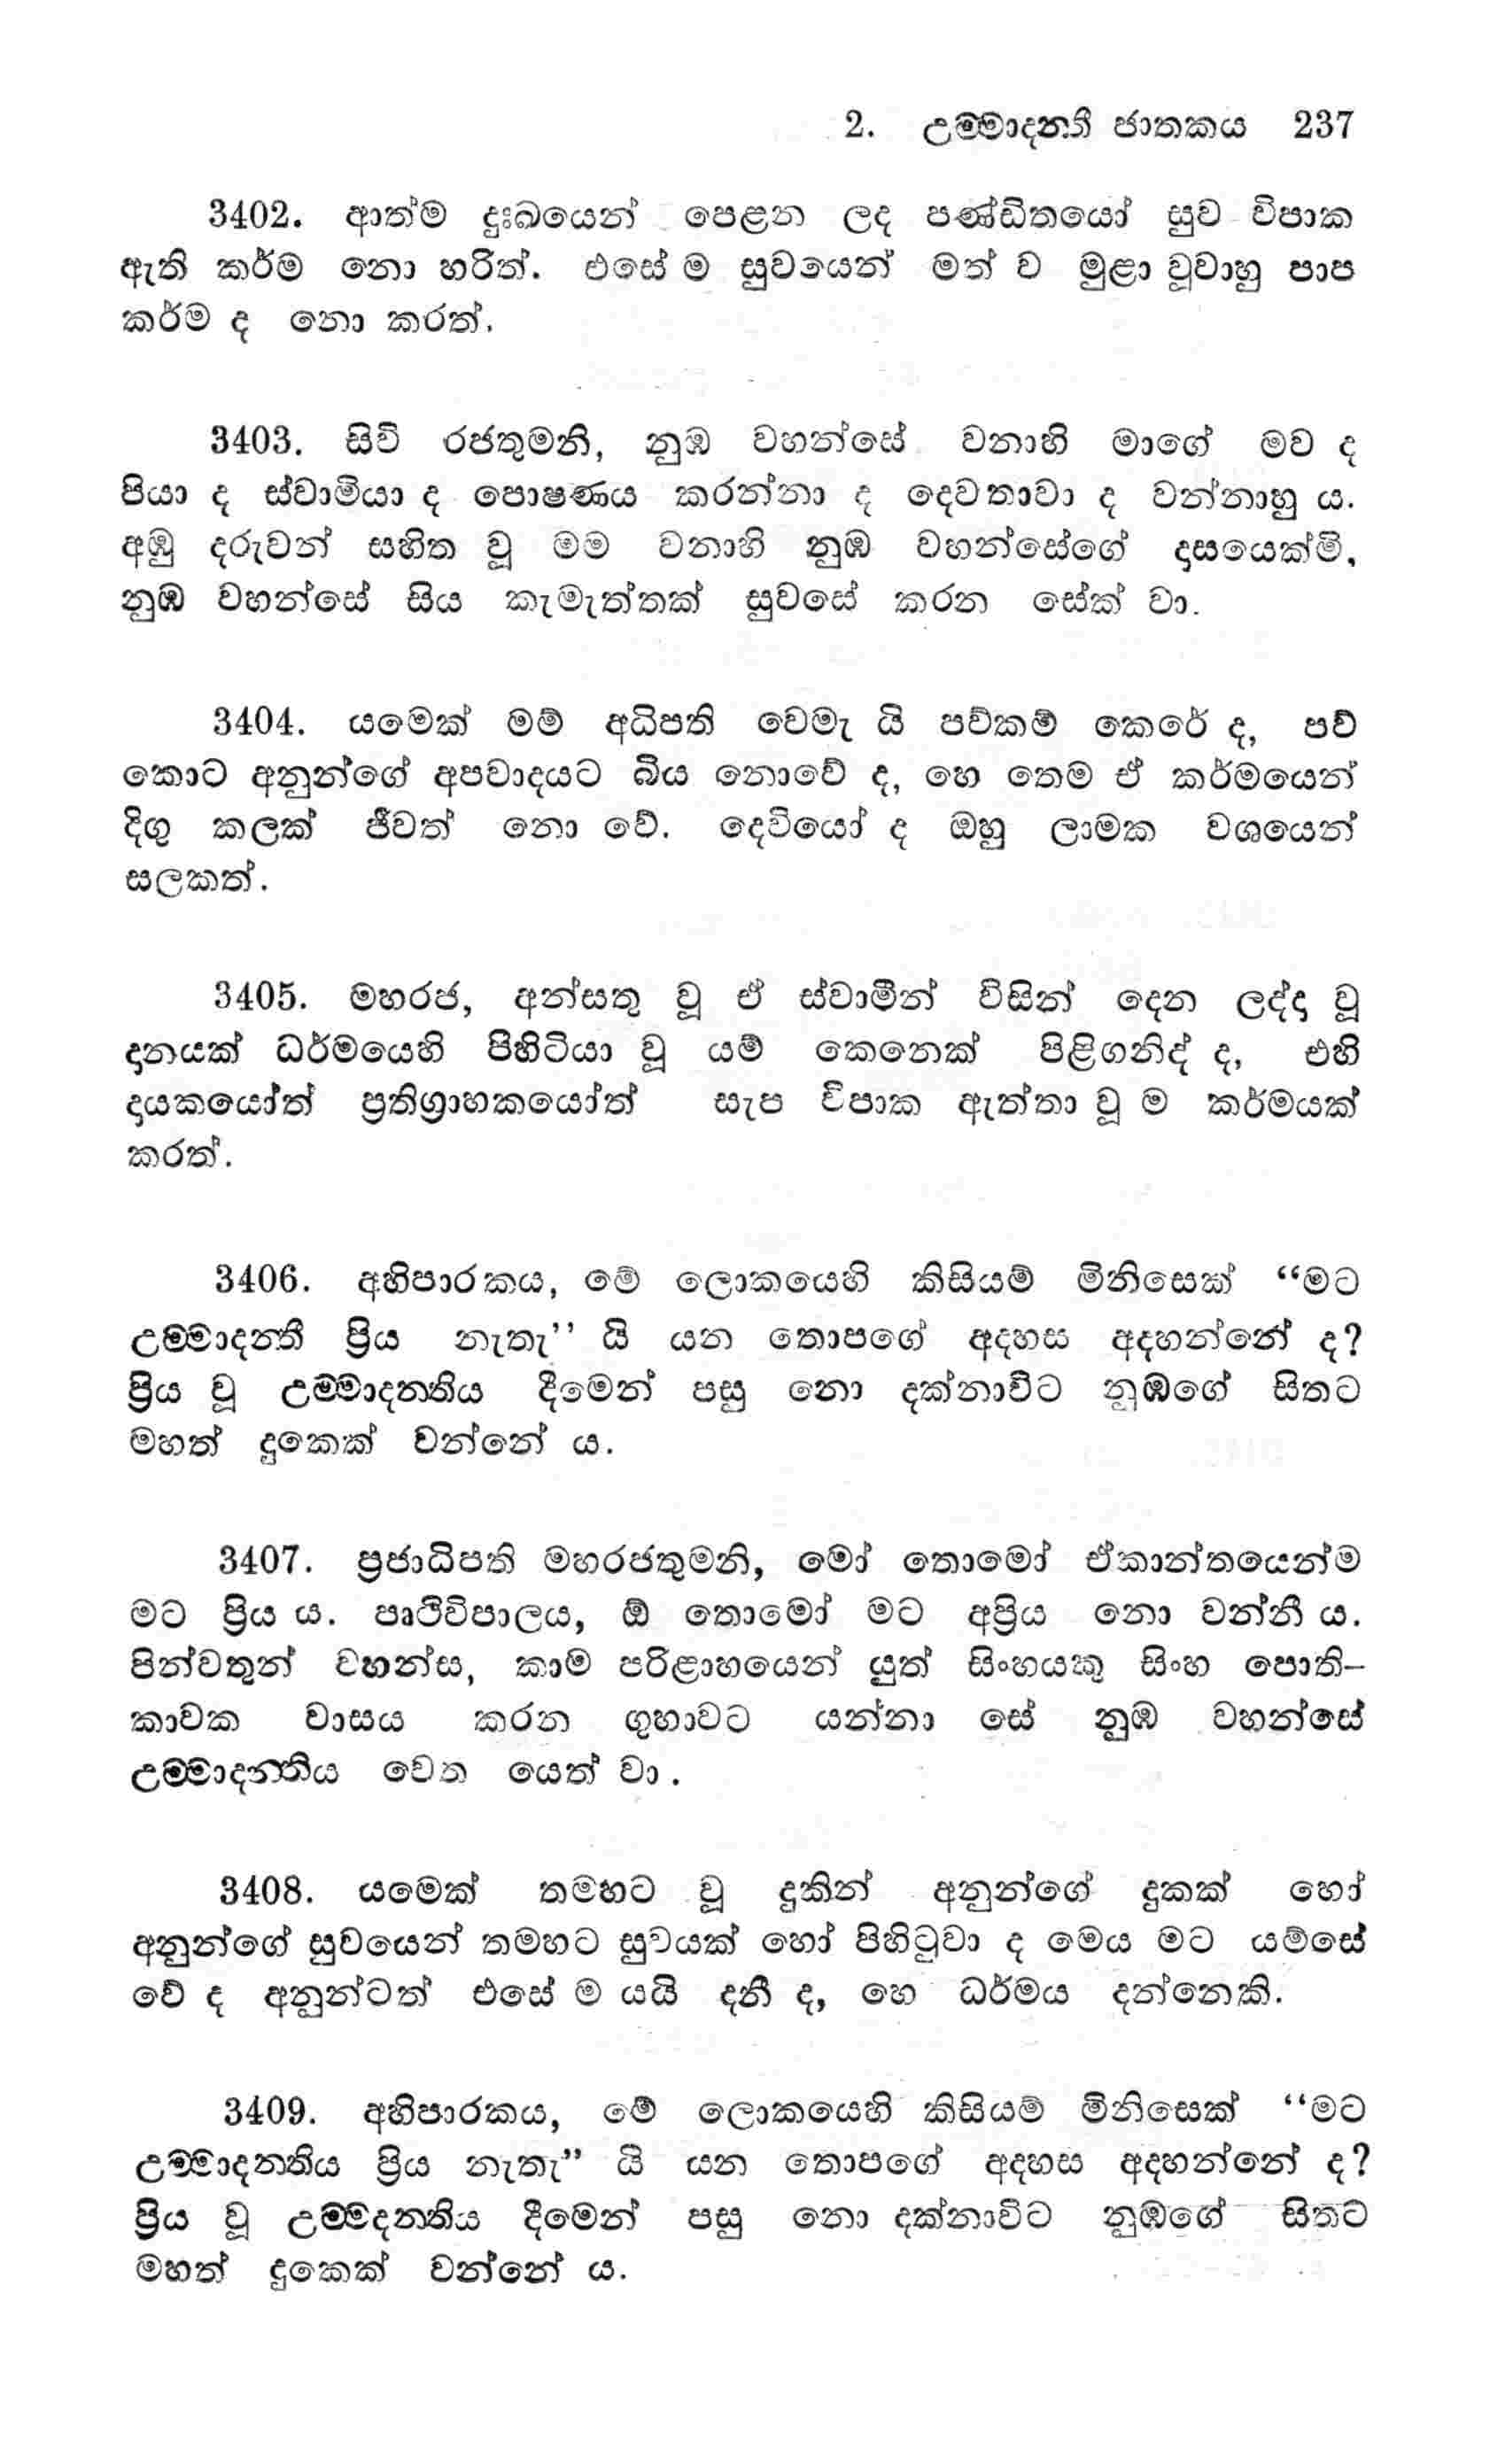 2. උම්මාදන්තී ජාතකය 237
3402. ආත්ම දුඃඛයෙන් පෙළන ලද පණ්ඩිතයෝ සුව විපාක
ඇති කර්ම නො හරිත්. එසේ ම සුවයෙන් මත් ව මුළා වූවාහු පාප
කර්ම ද නො කරත්.
3403. සිවි රජතුමනි, නුඹ වහන්සේ වනාහි මාගේ මව ද
පියා ද ස්වාමියා ද පොෂණය කරන්නා ද දෙවතාවා ද වන්නාහු ය.
අඹු දරුවන් සහිත වූ මම වනාහි නුඹ වහන්සේගේ දාසයෙක්මි,
නුඹ වහන්සේ සිය කැමැත්තක් සුවසේ කරන සේක් වා.
3404. යමෙක් මම් අධිපති වෙමැ යි පව්කම් කෙරේ ද, පව්
කොට අනුන්ගේ අපවාදයට බිය නොවේ ද, හෙ තෙම ඒ කර්මයෙන්
දිගු කලක් ජීවත් නො වේ. දෙවියෝ ද ඔහු ලාමක වශයෙන්
සලකත්.
3405. මහරජ, අන්සතු වූ ඒ ස්වාමීන් විසින් දෙන ලද්දා වූ
දානයක් ධර්මයෙහි පිහිටියා වූ යම් කෙනෙක් පිළිගනිද් ද, එහි
දායකයෝත් ප්‍රතිග්‍රාහකයෝත් සැප විපාක ඇත්තා වූ ම කර්මයක්
කරත්.
3406. අභිපාරකය, මේ ලොකයෙහි කිසියම් මිනිසෙක් “මට
උම්මාදන්තී ප්‍රිය නැතැ’’ යි යන තොපගේ අදහස අදහන්නේ ද?
ප්‍රිය වූ උම්මාදන්තිය දීමෙන් පසු නො දක්නාවිට නුඹගේ සිතට
මහත් දුකෙක් වන්නේ ය.
3407. ප්‍රජාධිපති මහරජතුමනි, මෝ තොමෝ ඒකාන්තයෙන්ම
මට ප්‍රිය ය. පෘථිවිපාලය, ඕ තොමෝ මට අප්‍රිය නො වන්නී ය.
පින්වතුන් වහන්ස, කාම පරිළාහයෙන් යුත් සිංහයකු සිංහ පොති-
කාවක වාසය කරන ගුහාවට යන්නා සේ නුඹ වහන්සේ
උම්මාදන්තිය වෙත යෙත් වා.
3408. යමෙක් තමහට වූ දුකින් අනුන්ගේ දුකක් හෝ
අනුන්ගේ සුවයෙන් තමහට සුවයක් හෝ පිහිටුවා ද මෙය මට යම්සේ
වේ ද අනුන්ටත් එසේ ම යයි දනී ද, හෙ ධර්මය දන්නෙකි.
3409. අභිපාරකය, මේ ලොකයෙහි කිසියම් මිනිසෙක් ‘‘මට
උම්මාදන්තිය ප්‍රිය නැතැ” යි යන තොපගේ අදහස අදහන්නේ ද?
ප්‍රිය වූ උම්මදන්තිය දීමෙන් පසු නො දක්නාවිට නුඹගේ සිතට
මහත් දුකෙක් වන්නේ ය.